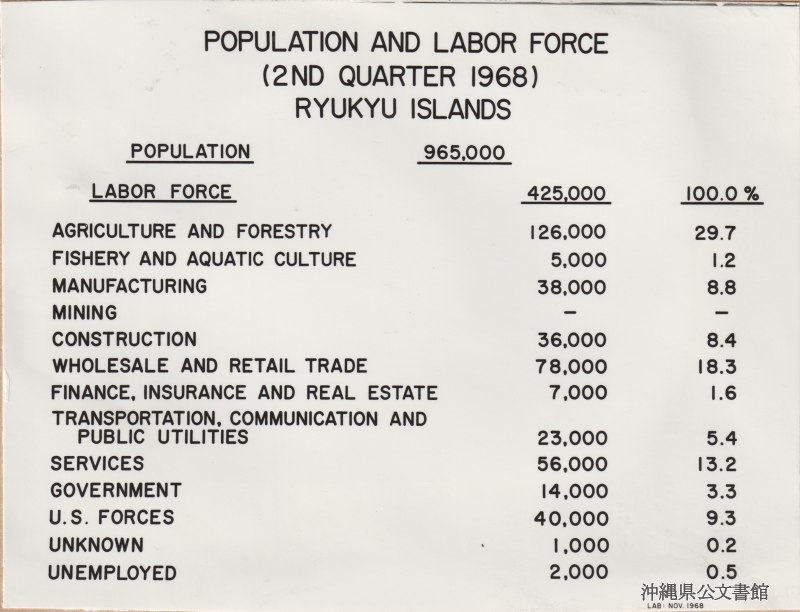 POPULATION AND LABOR FORCE
(2ND QUARTER 1968)
RYUKYU ISLANDS
POPULATION 965,000
LABOR FORCE 425,000 100.0 %
AGRICULTURE AND FORESTRY 126,000 29.7
FISHERY AND AQUATIC CULTURE 5,000 1.2
MANUFACTURING 38,000 8.8
MINING – –
CONSTRUCTION 36,000 8.4
WHOLESALE AND RETAIL TRADE 78,000 18.3
FINANCE, INSURANCE AND REAL ESTATE 7,000 1.6
TRANSPORTATION, COMMUNICATION AND
PUBLIC UTILITIES 23,000 5.4
SERVICES 56,000 13.2
GOVERNMENT 14,000 3.3
U.S. FORCES 40,000 9.3
UNKNOWN 1,000 0.2
UNEMPLOYED 2,000 0.5
沖縄県公文書館
LAB: NOV. 1968